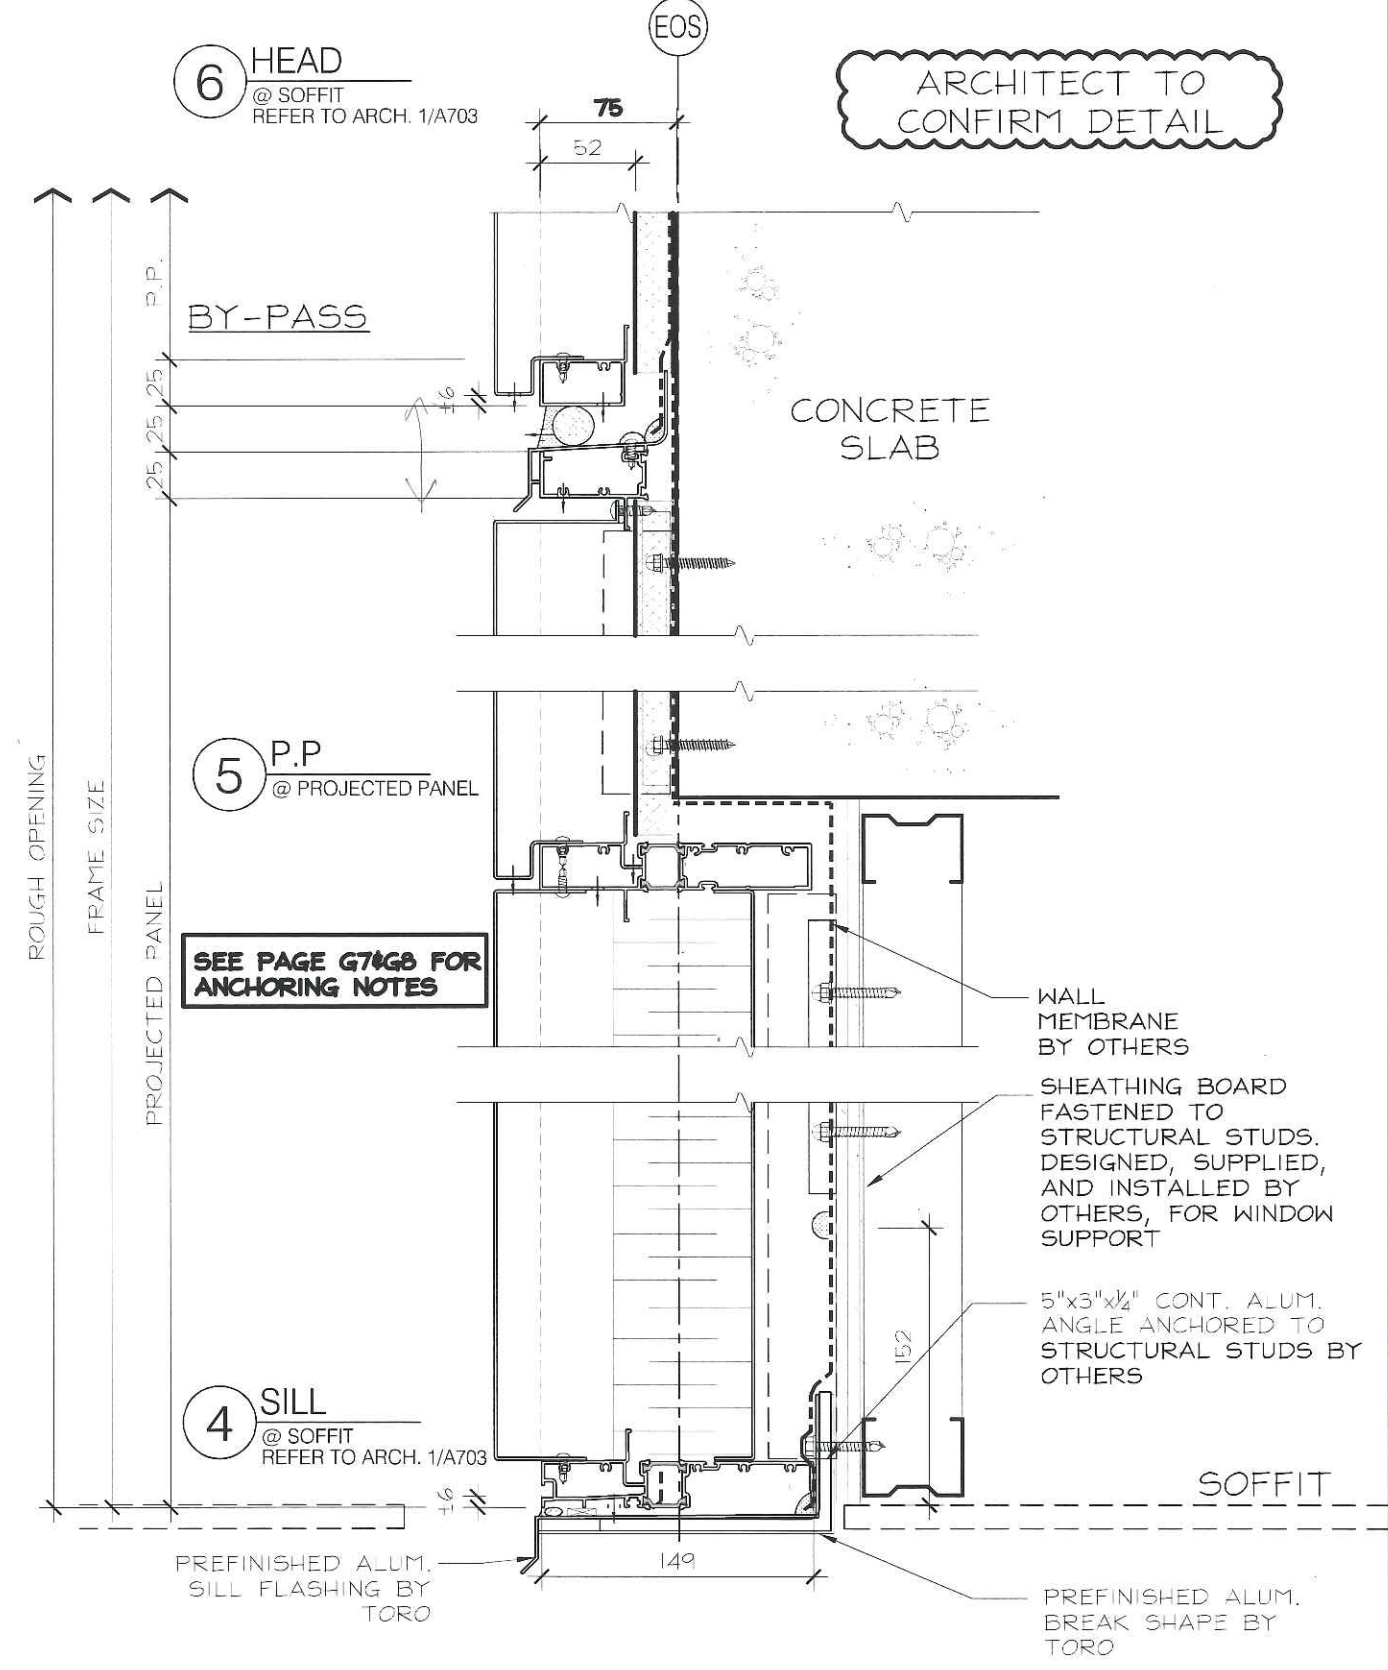 EOS
6
HEAD
@ SOFFIT
REFER TO ARCH. 1/A703
ARCHITECT TO
CONFIRM DETAIL
75
52
P.P.
BY-PASS
25
25
25
±6
CONCRETE
SLAB
5
P.P
@ PROJECTED PANEL
ROUGH OPENING
FRAME SIZE
PROJECTED PANEL
SEE PAGE G7&G8 FOR
ANCHORING NOTES
WALL
MEMBRANE
BY OTHERS
SHEATHING BOARD
FASTENED TO
STRUCTURAL STUDS.
DESIGNED, SUPPLIED,
AND INSTALLED BY
OTHERS, FOR WINDOW
SUPPORT
5"x3"x¼" CONT. ALUM.
ANGLE ANCHORED TO
STRUCTURAL STUDS BY
OTHERS
152
4
SILL
@ SOFFIT
REFER TO ARCH. 1/A703
±6
SOFFIT
PREFINISHED ALUM.
SILL FLASHING BY
TORO
149
PREFINISHED ALUM.
BREAK SHAPE BY
TORO